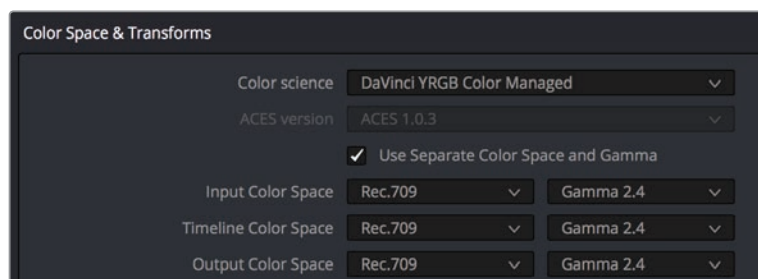 Color Space & Transforms
Color science DaVinci YRGB Color Managed
ACES version ACES 1.0.3
Use Separate Color Space and Gamma
Input Color Space Rec.709 Gamma 2.4
Timeline Color Space Rec.709 Gamma 2.4
Output Color Space Rec.709 Gamma 2.4